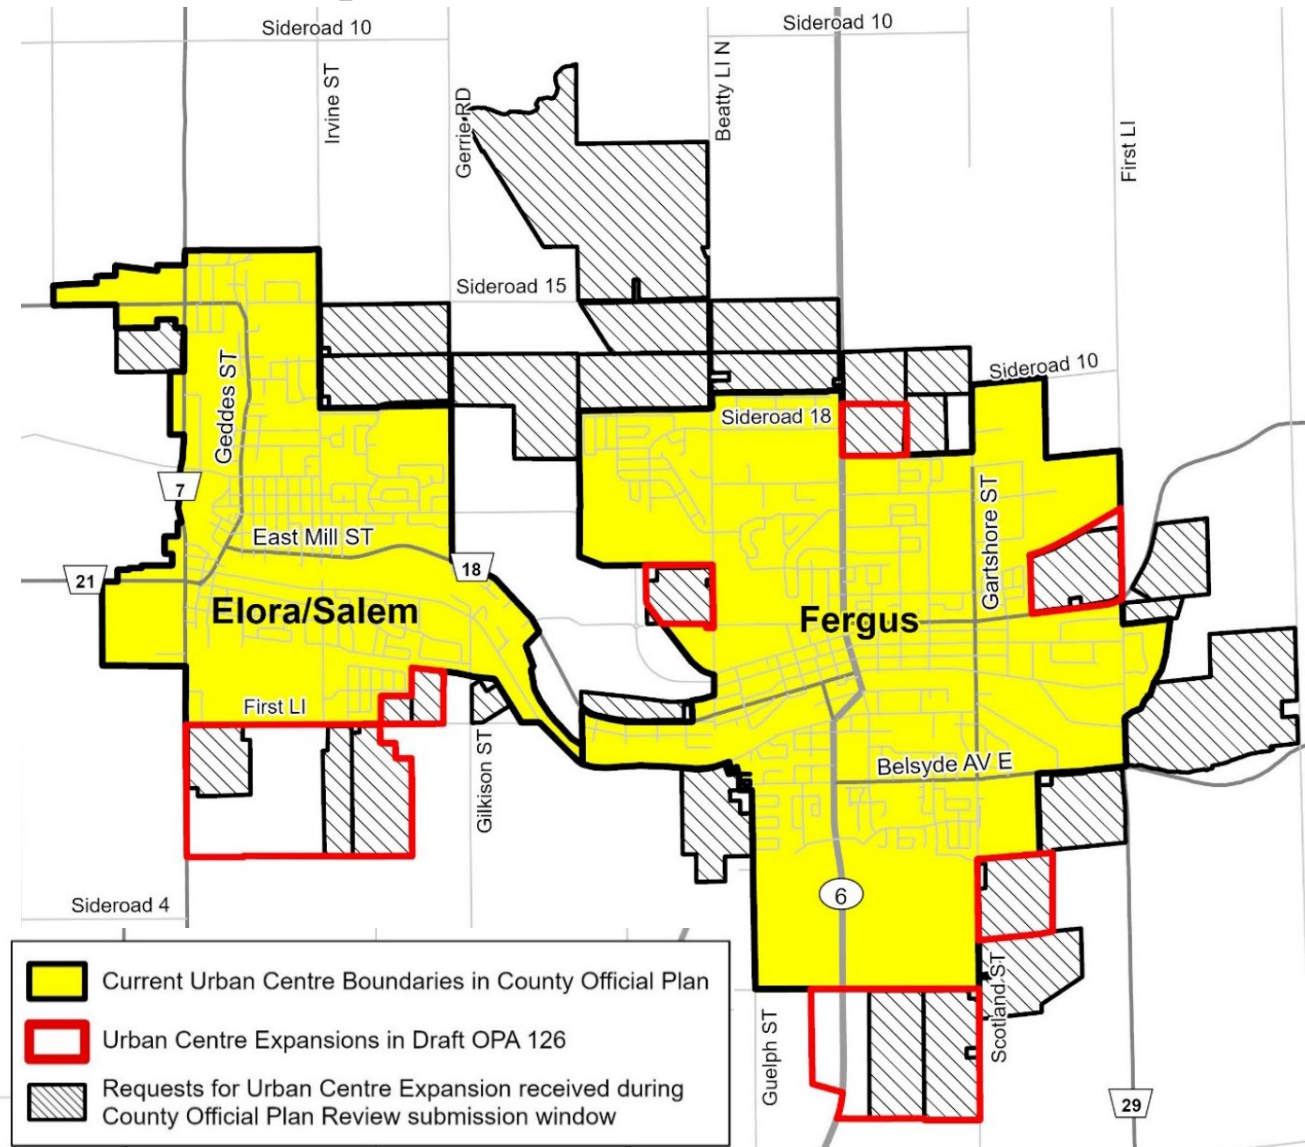 Sideroad 10
Sideroad 10
Irvine ST
Gerrie RD
Beatty LI N
First LI
Sideroad 15
Geddes ST
Sideroad 10
Sideroad 18
7
Gartshore ST
East Mill ST
18
21
Elora/Salem
Fergus
First LI
Gilkison ST
Belsyde AV E
6
Sideroad 4
Scotland ST
Guelph ST
29
Current Urban Centre Boundaries in County Official Plan
Urban Centre Expansions in Draft OPA 126
Requests for Urban Centre Expansion received during
County Official Plan Review submission window